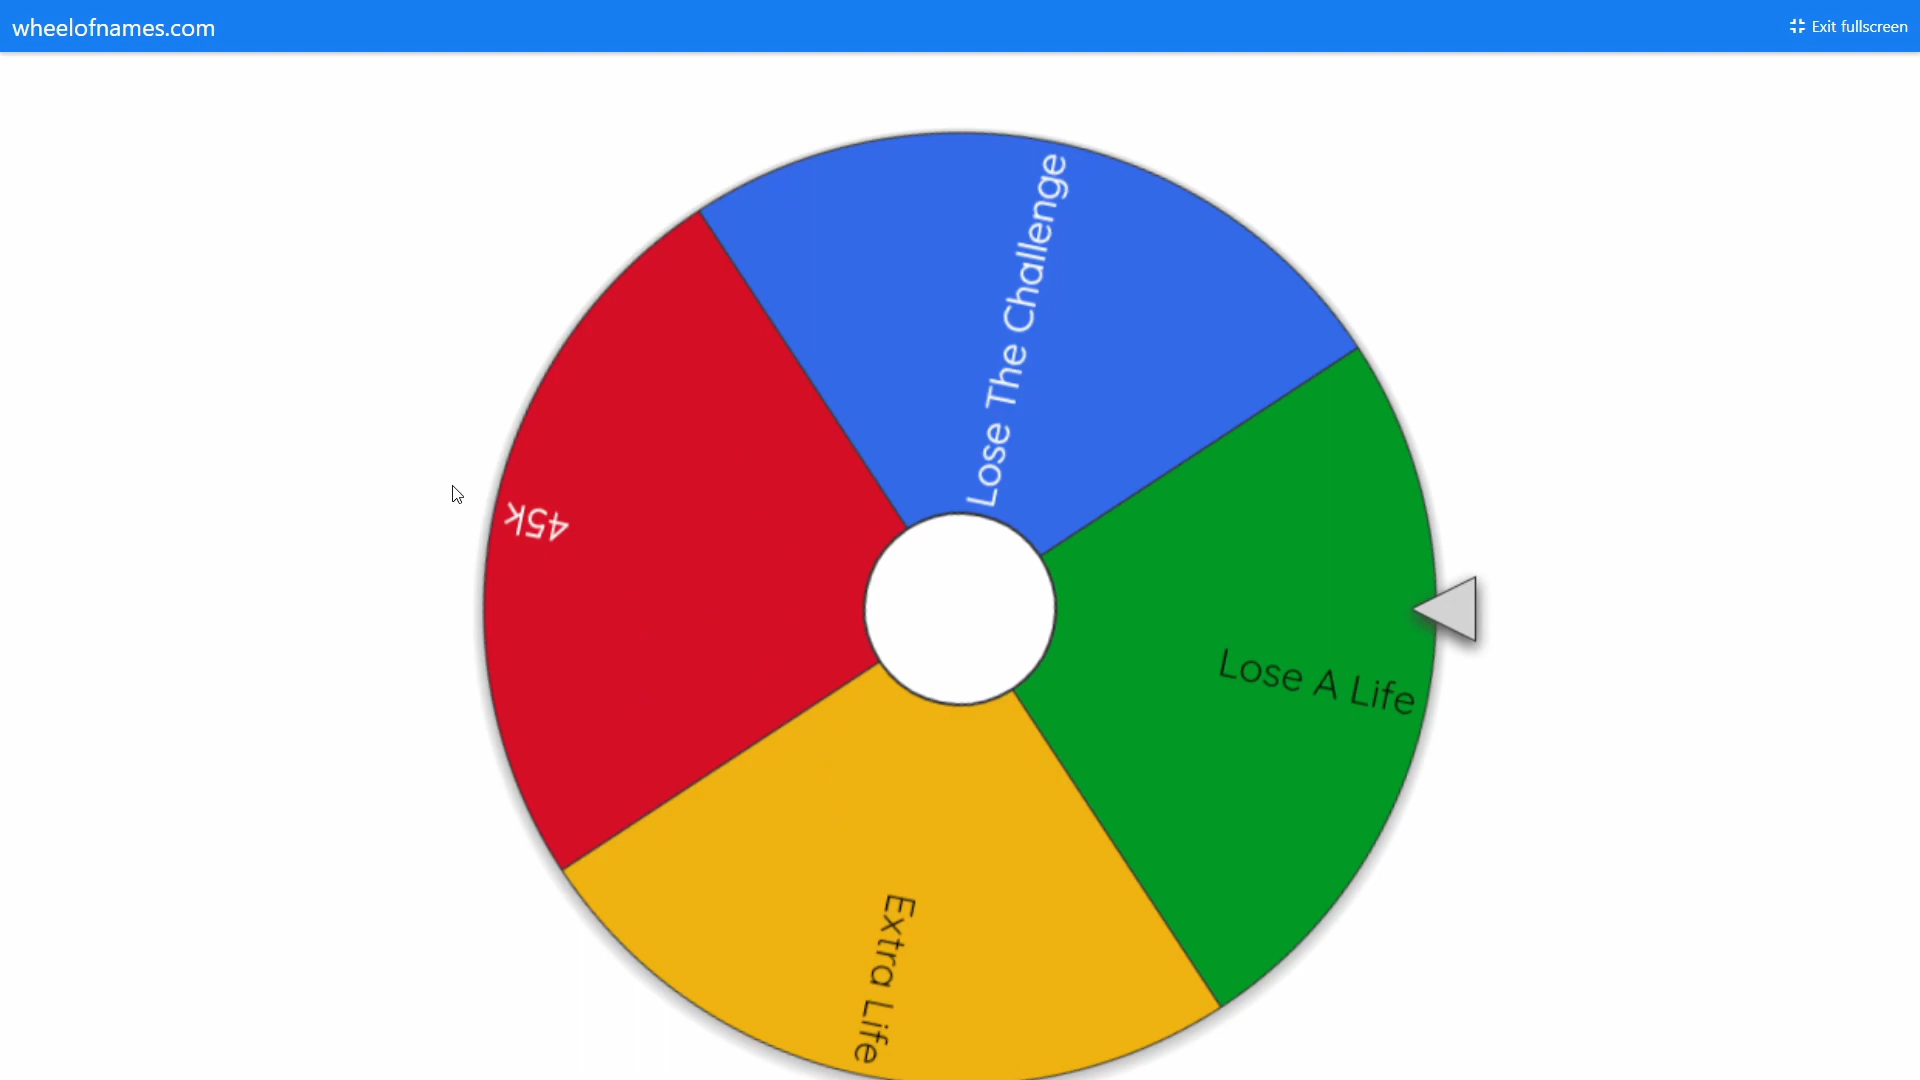 wheelofnames.com
Exit fullscreen
Lose The Challenge
45k
Lose A Life
Extra Life